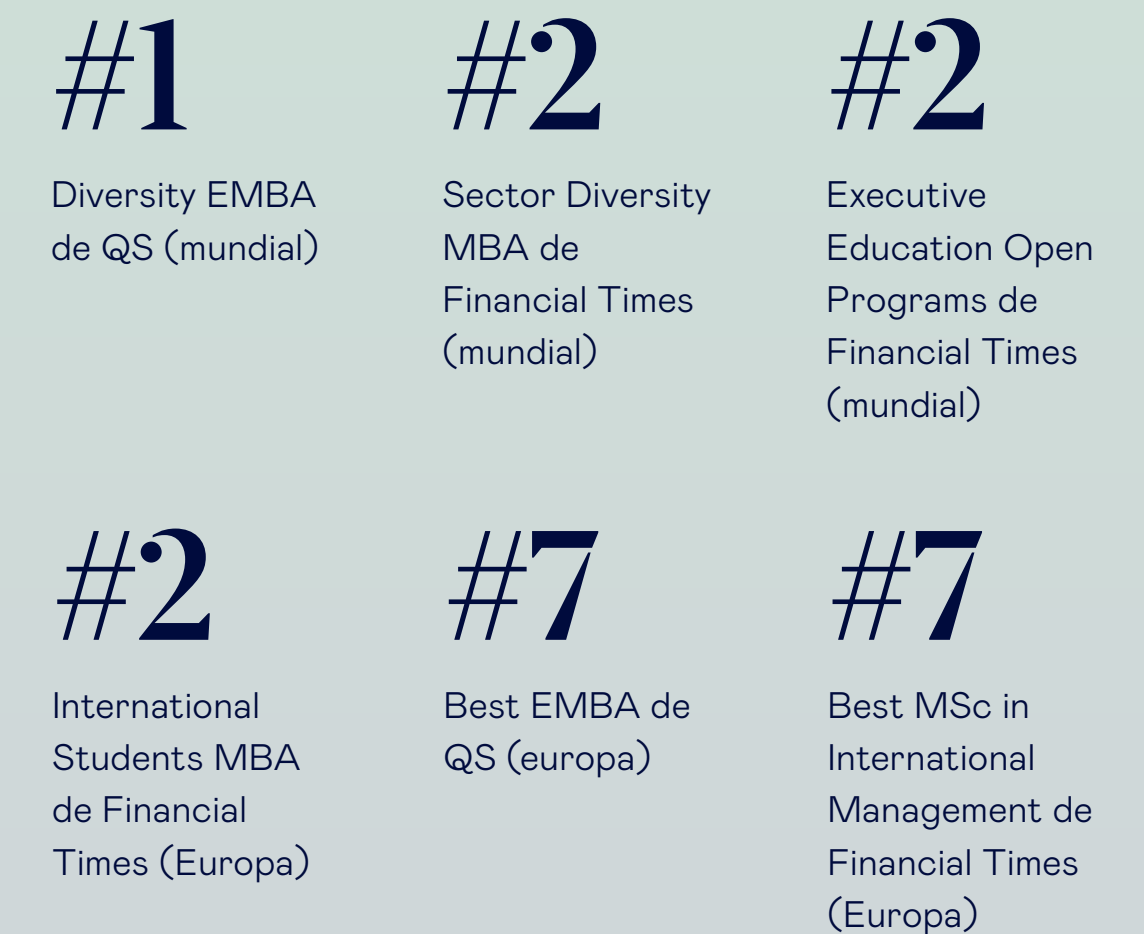 #1
Diversity EMBA
de QS (mundial)
#2
Sector Diversity
MBA de
Financial Times
(mundial)
#2
Executive
Education Open
Programs de
Financial Times
(mundial)
#2
International
Students MBA
de Financial
Times (Europa)
#7
Best EMBA de
QS (europa)
#7
Best MSc in
International
Management de
Financial Times
(Europa)